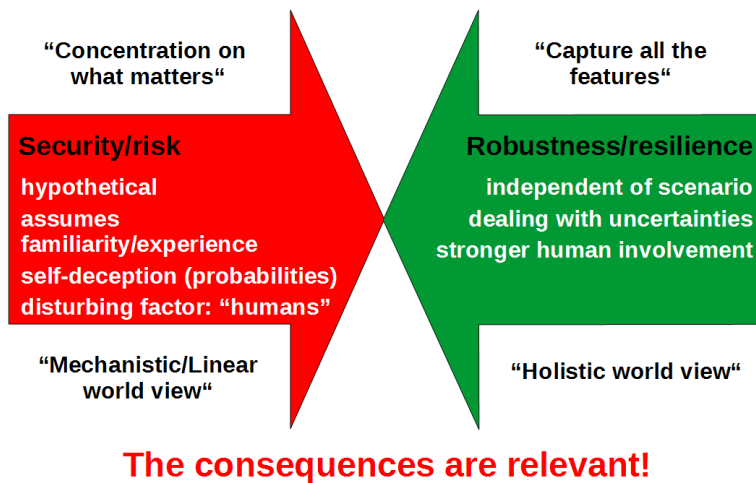 “Concentration on
what matters“
“Capture all the
features“
Security/risk
hypothetical
assumes
familiarity/experience
self-deception (probabilities)
disturbing factor: “humans”
Robustness/resilience
independent of scenario
dealing with uncertainties
stronger human involvement
“Mechanistic/Linear
world view“
“Holistic world view“
The consequences are relevant!